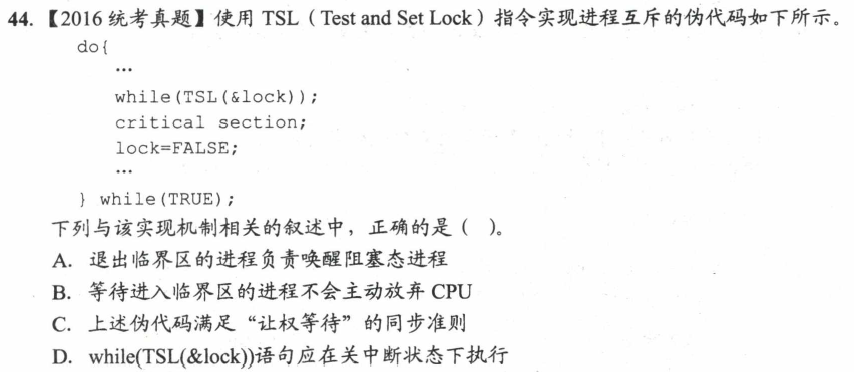 44.【2016 统考真题】使用 TSL（Test and Set Lock）指令实现进程互斥的伪代码如下所示。
do{
…
while(TSL(&lock));
critical section;
lock=FALSE;
…
} while(TRUE);
下列与该实现机制相关的叙述中，正确的是（ ）。
A. 退出临界区的进程负责唤醒阻塞态进程
B. 等待进入临界区的进程不会主动放弃 CPU
C. 上述伪代码满足“让权等待”的同步准则
D. while(TSL(&lock))语句应在关中断状态下执行